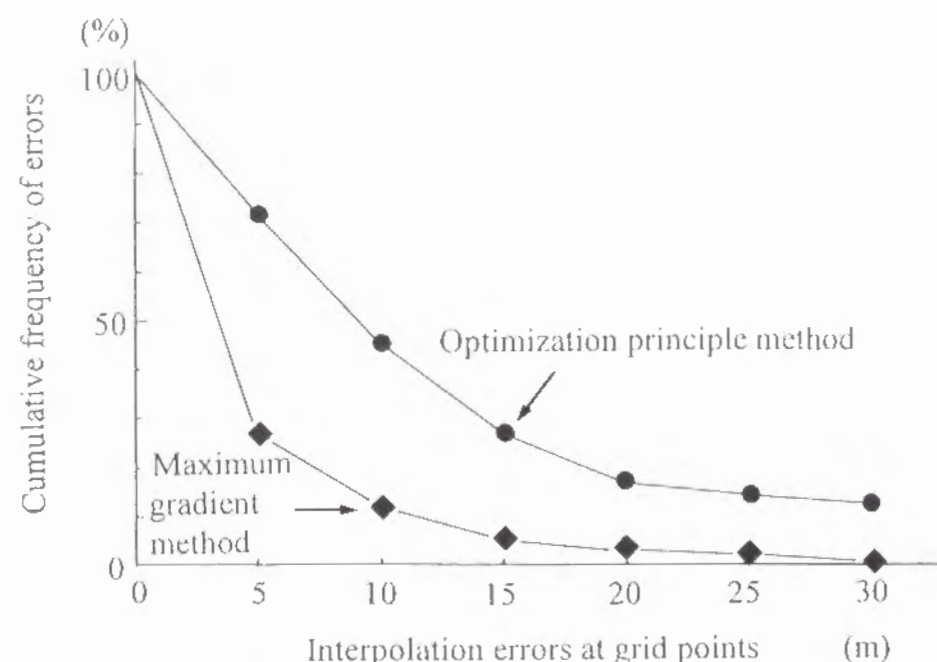 (%)
100
50
0
Cumulative frequency of errors
Optimization principle method
Maximum
gradient
method
0 5 10 15 20 25 30
Interpolation errors at grid points (m)